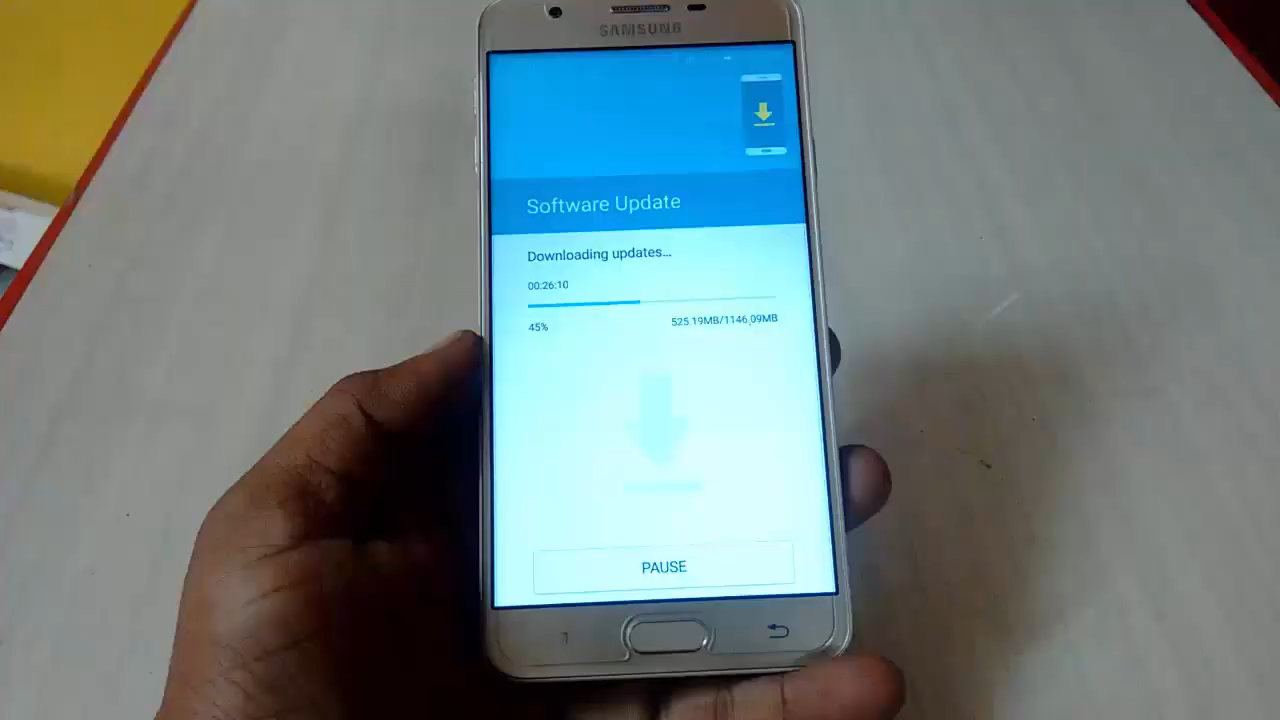 SAMSUNG
Software Update
Downloading updates...
00:26:10
45%
525.19MB/1146.09MB
PAUSE